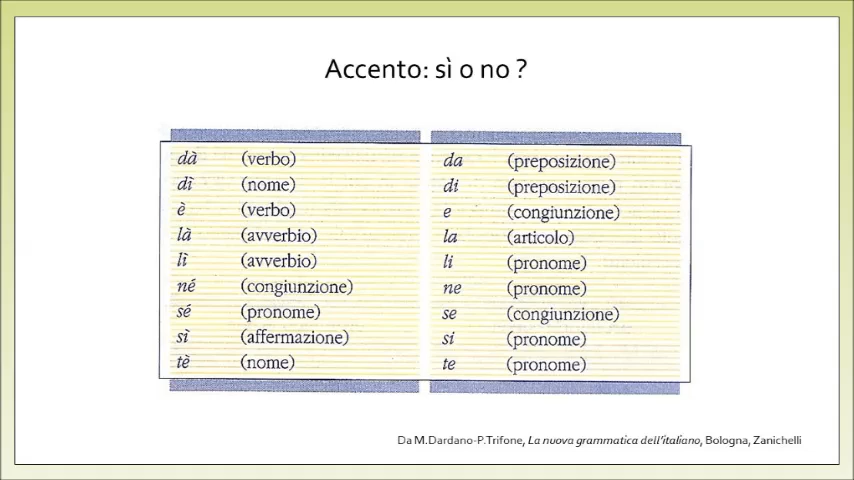 Accento: sì o no ?
dà (verbo) da (preposizione)
dì (nome) di (preposizione)
è (verbo) e (congiunzione)
là (avverbio) la (articolo)
lì (avverbio) li (pronome)
né (congiunzione) ne (pronome)
sé (pronome) se (congiunzione)
sì (affermazione) si (pronome)
tè (nome) te (pronome)
Da M.Dardano-P.Trifone, La nuova grammatica dell'italiano, Bologna, Zanichelli